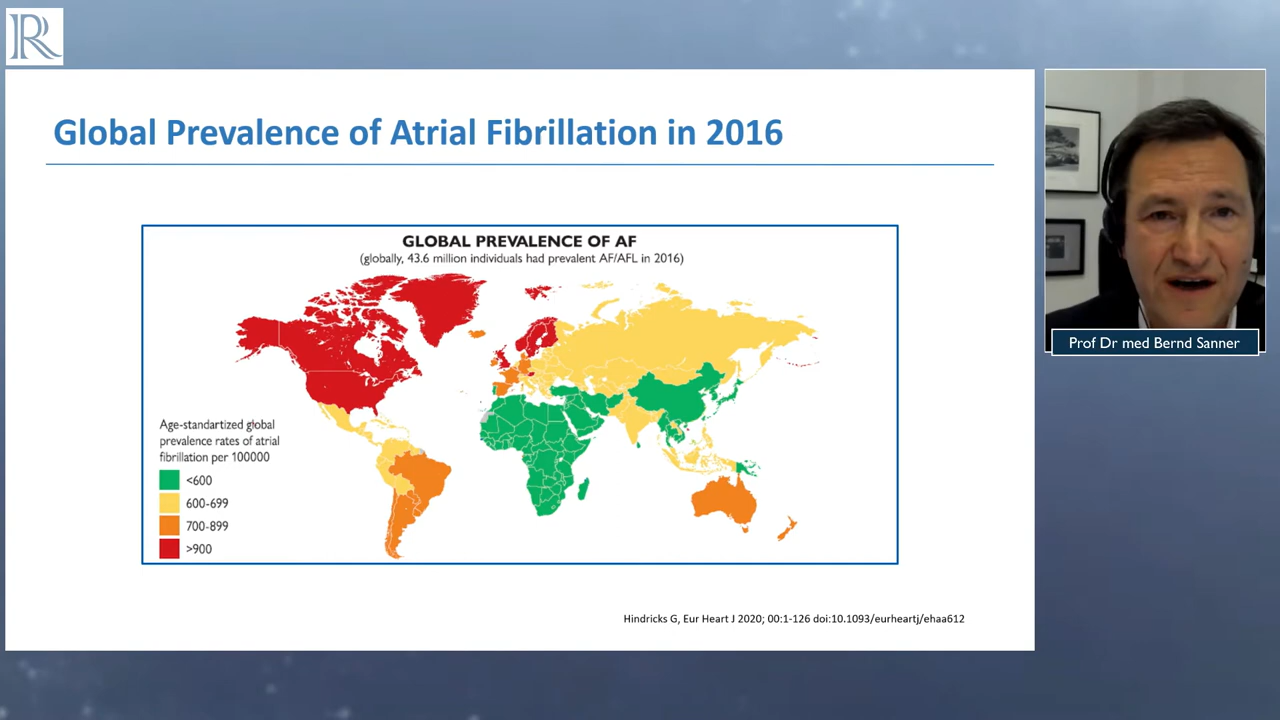 R
Global Prevalence of Atrial Fibrillation in 2016
GLOBAL PREVALENCE OF AF
(globally, 43.6 million individuals had prevalent AF/AFL in 2016)
Age-standartized global
prevalence rates of atrial
fibrillation per 100000
<600
600-699
700-899
>900
Hindricks G, Eur Heart J 2020; 00:1-126 doi:10.1093/eurheartj/ehaa612
Prof Dr med Bernd Sanner